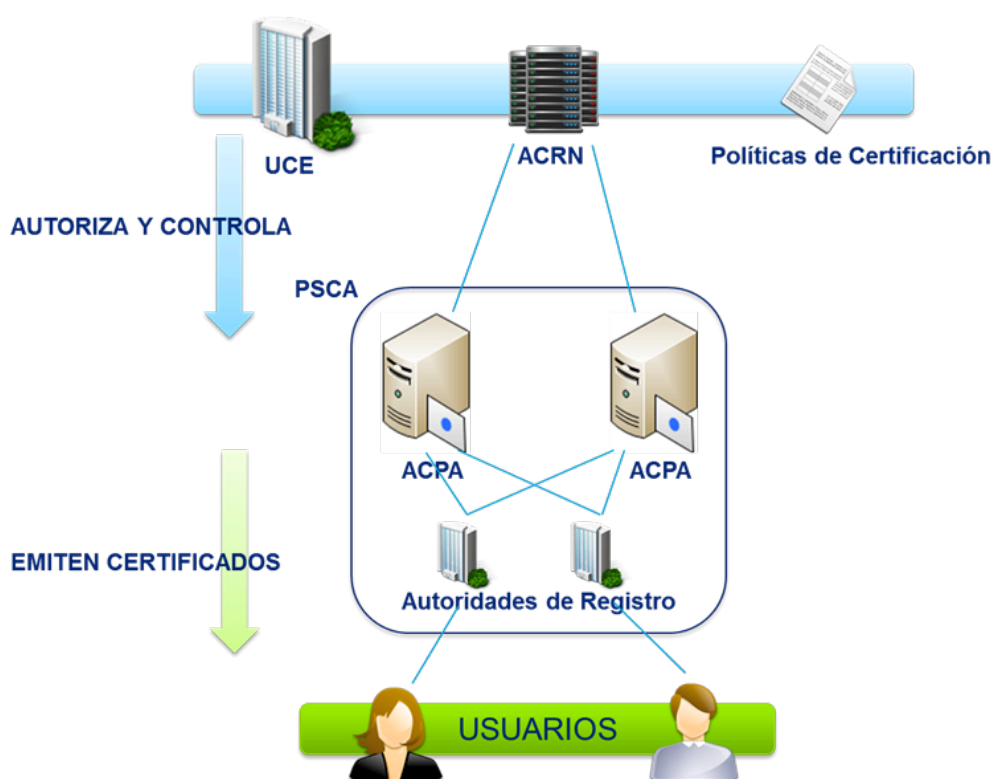 UCE
ACRN
Políticas de Certificación
AUTORIZA Y CONTROLA
PSCA
ACPA
ACPA
EMITEN CERTIFICADOS
Autoridades de Registro
USUARIOS